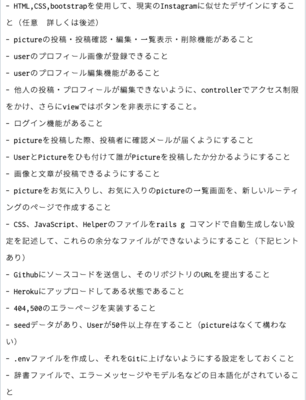 - HTML,CSS,bootstrapを使用して、現実のInstagramに似せたデザインにするこ
と（任意　詳しくは後述）
- pictureの投稿・投稿確認・編集・一覧表示・削除機能があること
- userのプロフィール画像が登録できること
- userのプロフィール編集機能があること
- 他人の投稿・プロフィールが編集できないように、controllerでアクセス制限
をかけ、さらにviewではボタンを非表示にすること。
- ログイン機能があること
- pictureを投稿した際、投稿者に確認メールが届くようにすること
- UserとPictureをひも付けて誰がPictureを投稿したか分かるようにすること
- 画像と文章が投稿できるようにすること
- pictureをお気に入りし、お気に入りのpictureの一覧画面を、新しいルーティ
ングのページで作成すること
- CSS、JavaScript、Helperのファイルをrails g コマンドで自動生成しない設
定を記述して、これらの余分なファイルができないようにすること（下記ヒント
あり）
- Githubにソースコードを送信し、そのリポジトリのURLを提出すること
- Herokuにアップロードしてある状態であること
- 404,500のエラーページを実装すること
- seedデータがあり、Userが50件以上存在すること（pictureはなくて構わな
い）
- .envファイルを作成し、それをGitに上げないようにする設定をしておくこと
- 辞書ファイルで、エラーメッセージやモデル名などの日本語化がされているこ
と